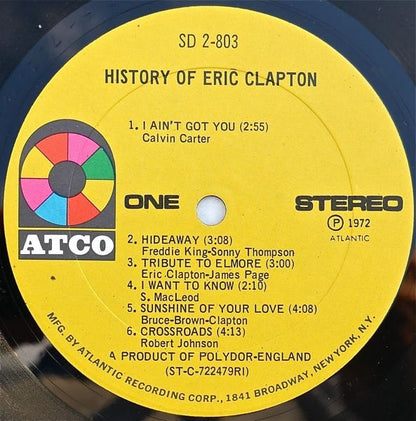 SD 2-803
HISTORY OF ERIC CLAPTON
1. I AIN'T GOT YOU (2:55)
Calvin Carter
ONE
STEREO
Ⓟ 1972
ATLANTIC
ATCO
2. HIDEAWAY (3:08)
Freddie King-Sonny Thompson
3. TRIBUTE TO ELMORE (3:00)
Eric Clapton-James Page
4. I WANT TO KNOW (2:10)
S. MacLeod
5. SUNSHINE OF YOUR LOVE (4:08)
Bruce-Brown-Clapton
6. CROSSROADS (4:13)
Robert Johnson
A PRODUCT OF POLYDOR-ENGLAND
(ST-C-722479RI)
MFG. BY ATLANTIC RECORDING CORP., 1841 BROADWAY, NEW YORK, N.Y.